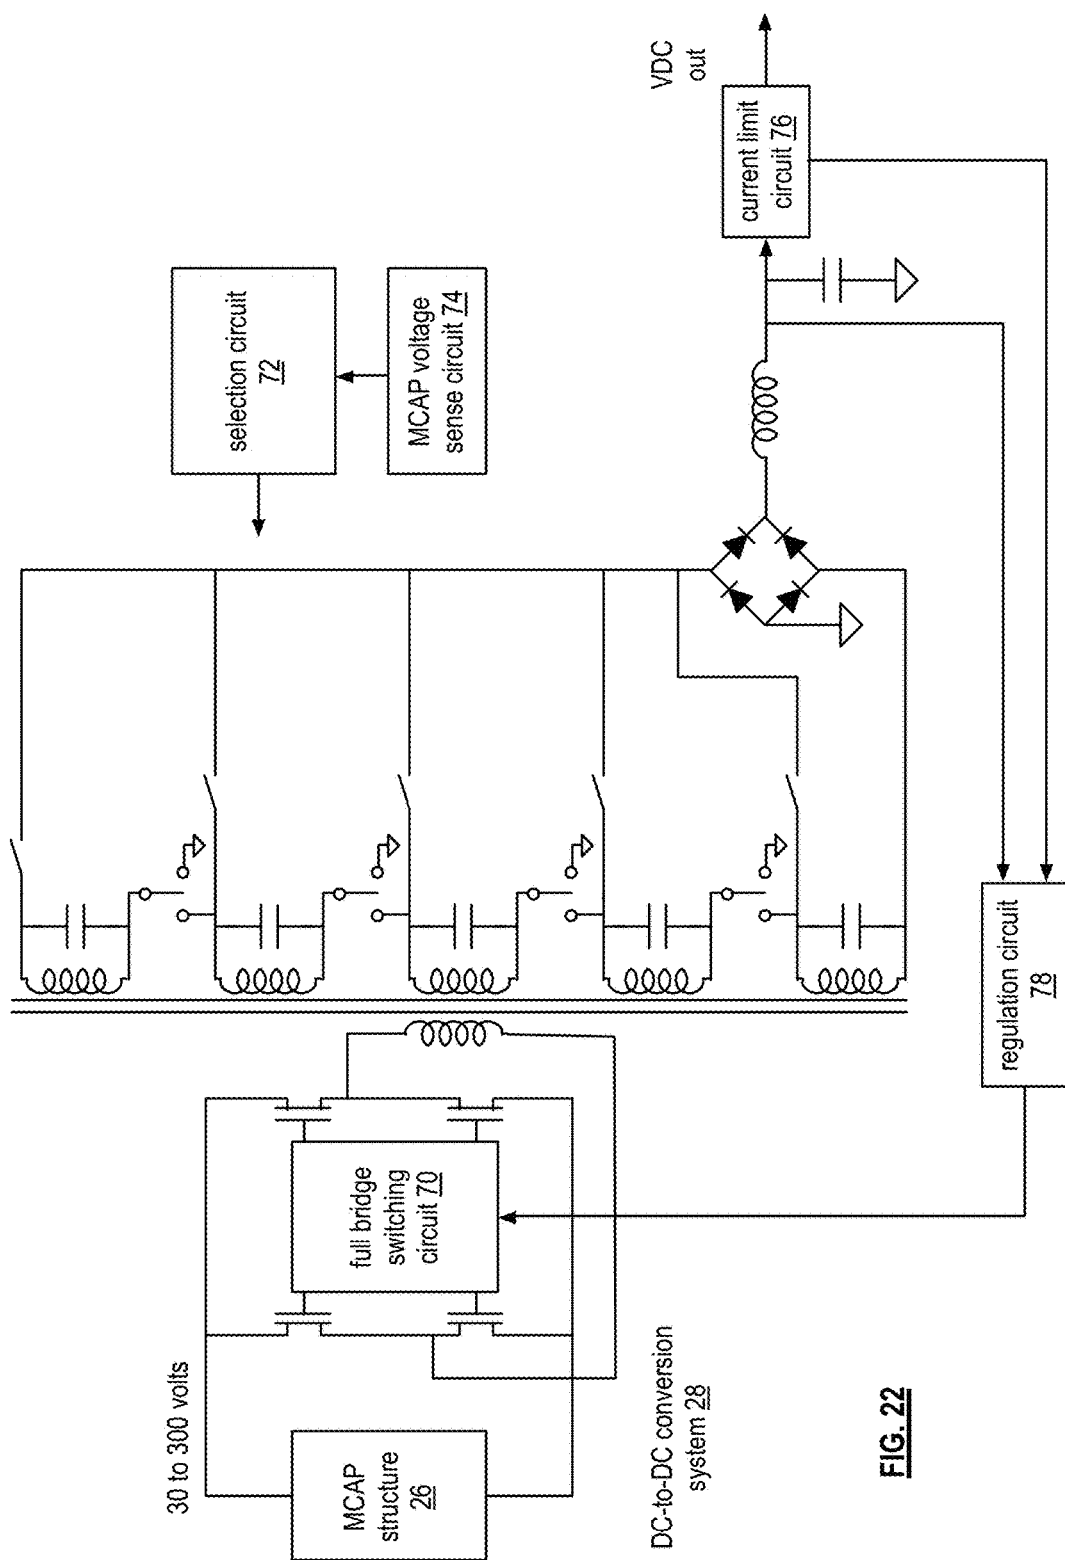 30 to 300 volts
MCAP
structure
26
full bridge
switching
circuit 70
selection circuit
72
MCAP voltage
sense circuit 74
VDC
out
current limit
circuit 76
regulation circuit
78
DC-to-DC conversion
system 28
FIG. 22